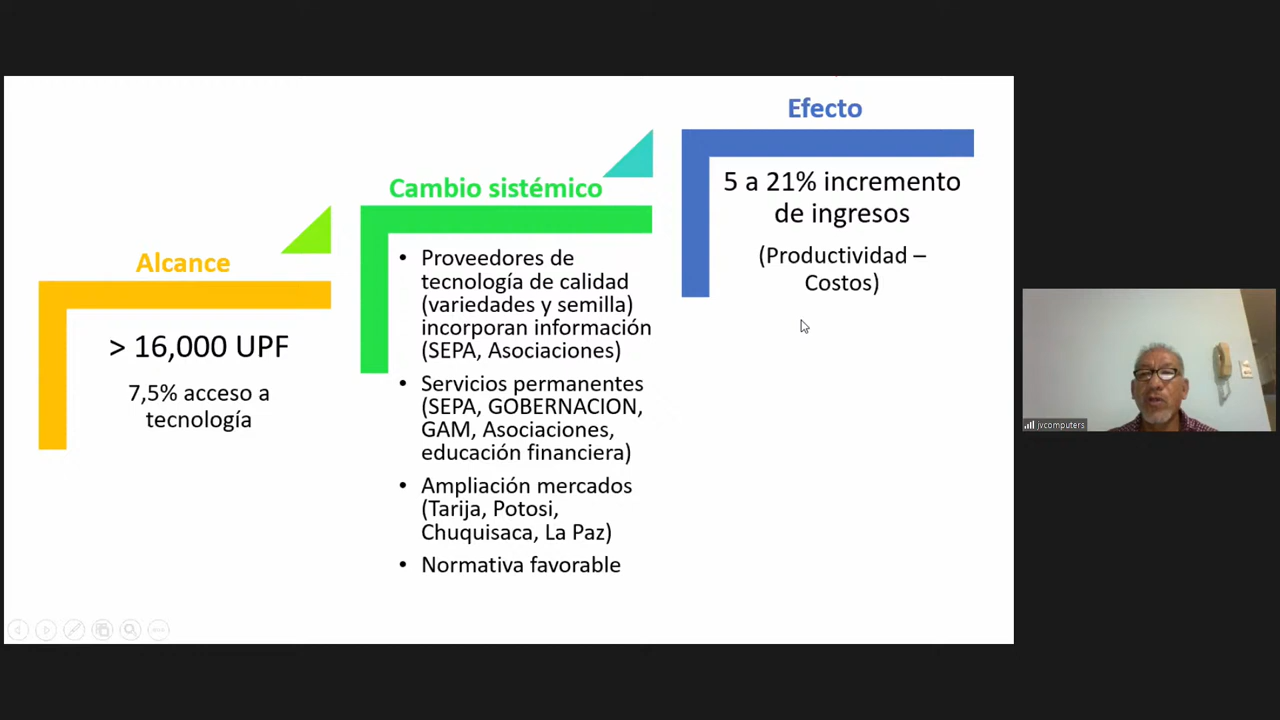 Alcance
> 16,000 UPF
7,5% acceso a
tecnología
Cambio sistémico
• Proveedores de
tecnología de calidad
(variedades y semilla)
incorporan información
(SEPA, Asociaciones)
• Servicios permanentes
(SEPA, GOBERNACION,
GAM, Asociaciones,
educación financiera)
• Ampliación mercados
(Tarija, Potosi,
Chuquisaca, La Paz)
• Normativa favorable
Efecto
5 a 21% incremento
de ingresos
(Productividad –
Costos)
jvcomputers